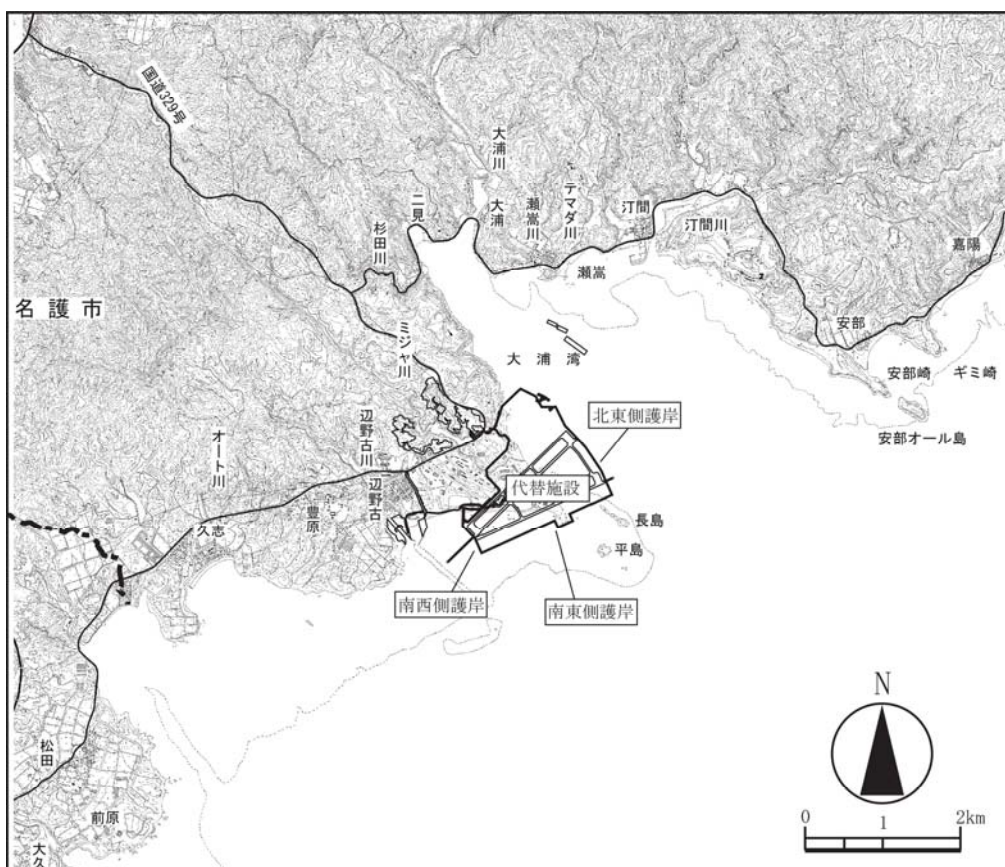 国道329号
大浦川
大浦
瀬嵩川
テマダ川
汀間
汀間川
二見
杉田川
瀬嵩
嘉陽
名護市
ミジャ川
大浦湾
安部
安部崎
ギミ崎
安部オール島
北東側護岸
代替施設
辺野古川
辺野古
オート川
豊原
久志
長島
平島
南西側護岸
南東側護岸
松田
前原
大久
N
0 1 2km